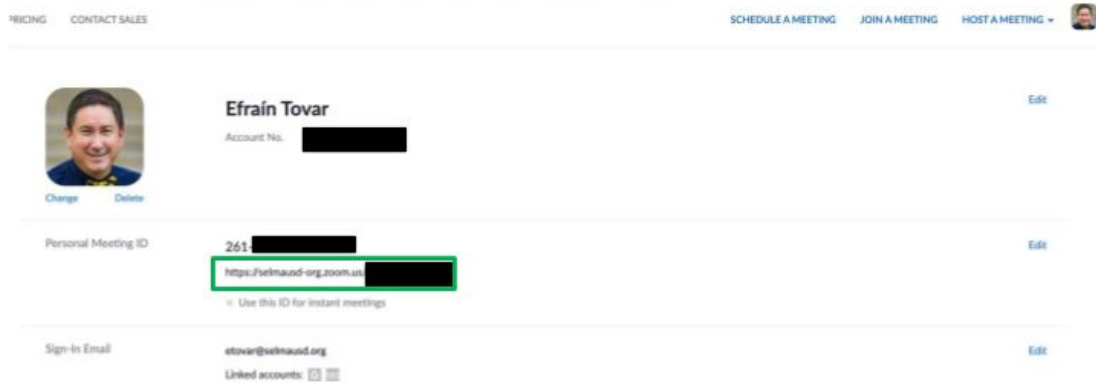 PRICING CONTACT SALES SCHEDULE A MEETING JOIN A MEETING HOST A MEETING
Efraín Tovar Edit
Account No.
Change Delete
Personal Meeting ID 261- Edit
https://selmausd-org.zoom.us/
× Use this ID for instant meetings
Sign-In Email etovar@selmausd.org Edit
Linked accounts: